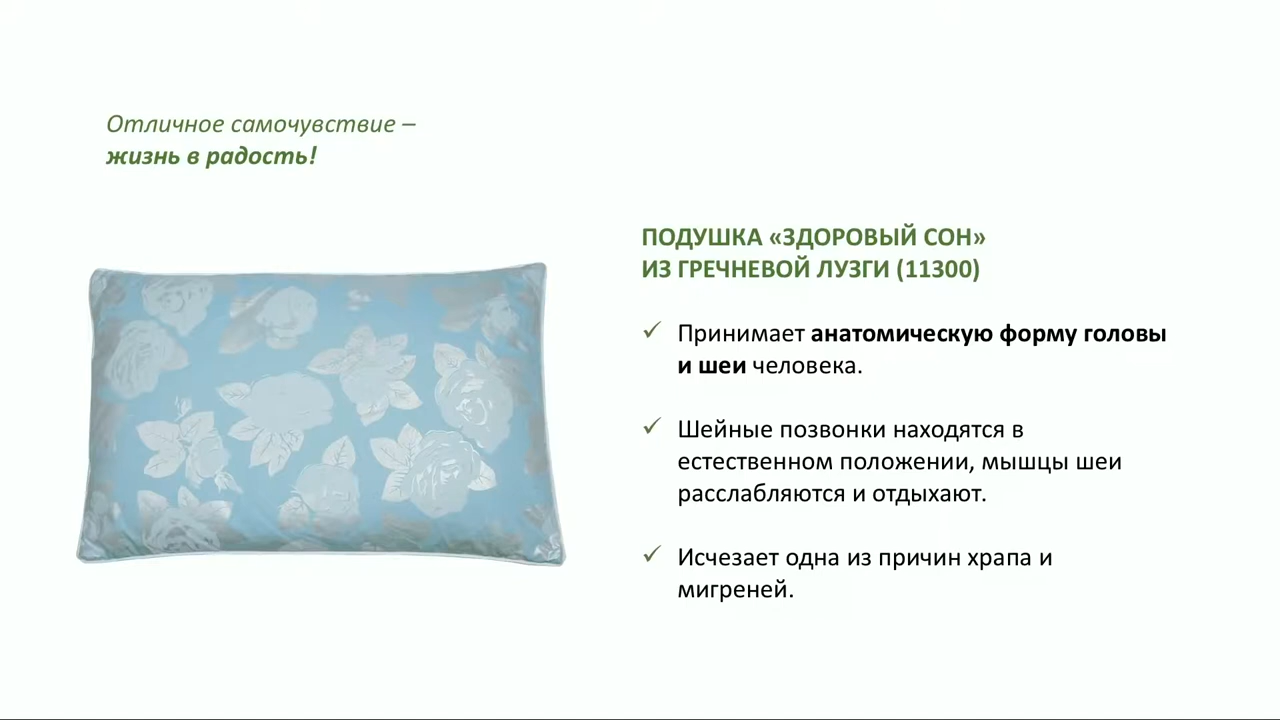 Отличное самочувствие –
жизнь в радость!
ПОДУШКА «ЗДОРОВЫЙ СОН»
ИЗ ГРЕЧНЕВОЙ ЛУЗГИ (11300)
✓ Принимает анатомическую форму головы
и шеи человека.
✓ Шейные позвонки находятся в
естественном положении, мышцы шеи
расслабляются и отдыхают.
✓ Исчезает одна из причин храпа и
мигреней.